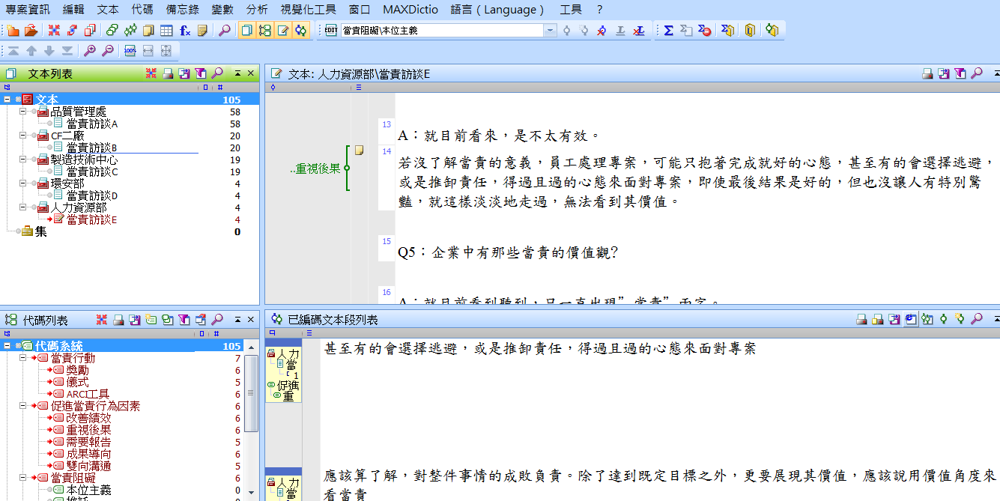 專案資訊 編輯 文本 代碼 備忘錄 變數 分析 視覺化工具 窗口 MAXDictio 語言 ( Language ) 工具 ?
EDIT 當責阻礙\本位主義
100%
文本列表
文本 105
品質管理處 58
當責訪談A 58
CF二廠 20
當責訪談B 20
製造技術中心 19
當責訪談C 19
環安部 4
當責訪談D 4
人力資源部 4
當責訪談E 4
集 0
文本: 人力資源部\當責訪談E
13
A：就目前看來，是不太有效。
..重視後果
14
若沒了解當責的意義，員工處理專案，可能只抱著完成就好的心態，甚至有的會選擇逃避，
或是推卸責任，得過且過的心態來面對專案，即使最後結果是好的，但也沒讓人有特別驚
豔，就這樣淡淡地走過，無法看到其價值。
15
Q5：企業中有那些當責的價值觀?
16
A：就目前看到聽到，只一直出現”當責”兩字。
代碼列表
代碼系統 105
當責行動 7
獎勵 6
儀式 5
ARCI工具 6
促進當責行為因素 6
改善績效 6
重視後果 6
需要報告 5
成果導向 6
雙向溝通 5
當責阻礙 6
本位主義 0
推託 0
已編碼文本段列表
人力
當
1
促進
重
甚至有的會選擇逃避，或是推卸責任，得過且過的心態來面對專案
人力
當
應該算了解，對整件事情的成敗負責。除了達到既定目標之外，更要展現其價值，應該說用價值角度來
看當責